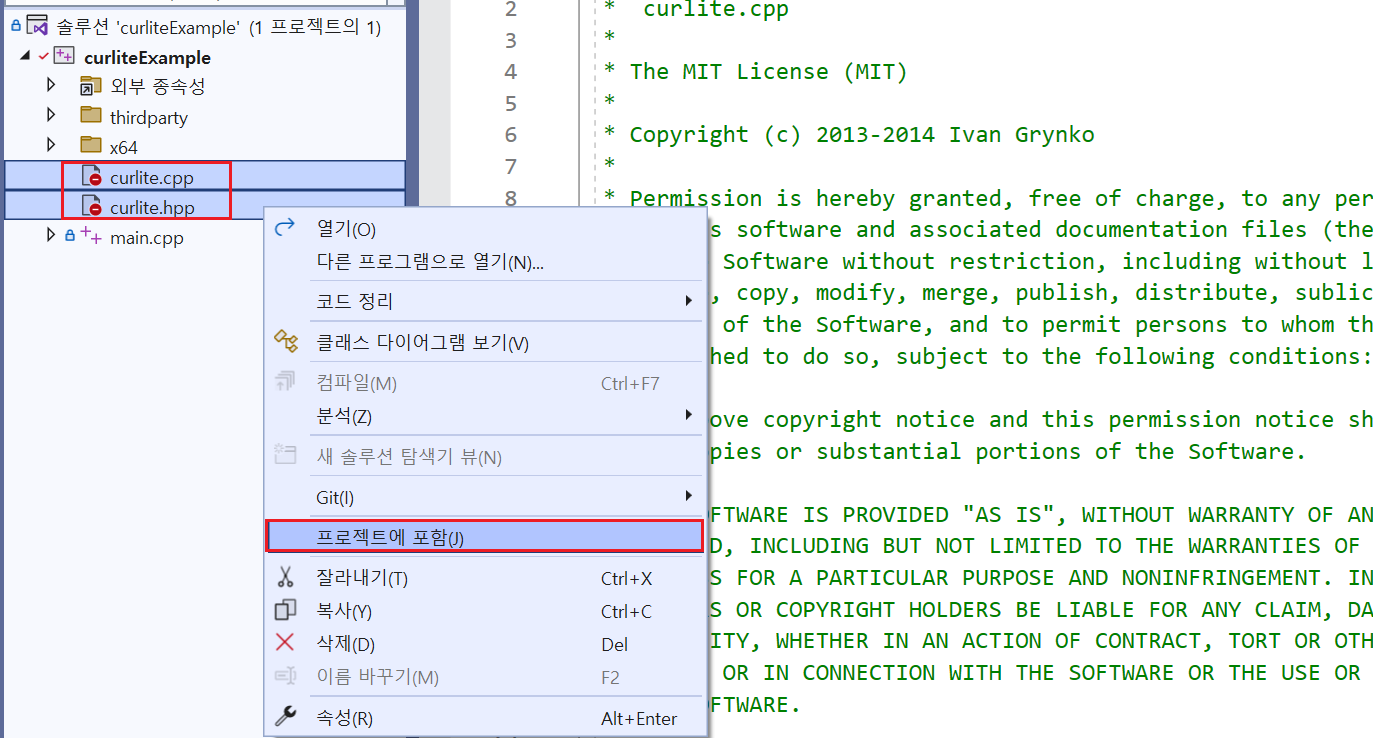 솔루션 'curliteExample' (1 프로젝트의 1)
curliteExample
외부 종속성
thirdparty
x64
curlite.cpp
curlite.hpp
main.cpp
열기(O)
다른 프로그램으로 열기(N)...
코드 정리
클래스 다이어그램 보기(V)
컴파일(M) Ctrl+F7
분석(Z)
새 솔루션 탐색기 뷰(N)
Git(I)
프로젝트에 포함(J)
잘라내기(T) Ctrl+X
복사(Y) Ctrl+C
삭제(D) Del
이름 바꾸기(M) F2
속성(R) Alt+Enter
2 * curlite.cpp
3 *
4 * The MIT License (MIT)
5 *
6 * Copyright (c) 2013-2014 Ivan Grynko
7 *
8 * Permission is hereby granted, free of charge, to any per
s software and associated documentation files (the
Software without restriction, including without l
, copy, modify, merge, publish, distribute, sublic
of the Software, and to permit persons to whom th
hed to do so, subject to the following conditions:
ove copyright notice and this permission notice sh
pies or substantial portions of the Software.
FTWARE IS PROVIDED "AS IS", WITHOUT WARRANTY OF AN
D, INCLUDING BUT NOT LIMITED TO THE WARRANTIES OF
S FOR A PARTICULAR PURPOSE AND NONINFRINGEMENT. IN
S OR COPYRIGHT HOLDERS BE LIABLE FOR ANY CLAIM, DA
ITY, WHETHER IN AN ACTION OF CONTRACT, TORT OR OTH
OR IN CONNECTION WITH THE SOFTWARE OR THE USE OR
FTWARE.